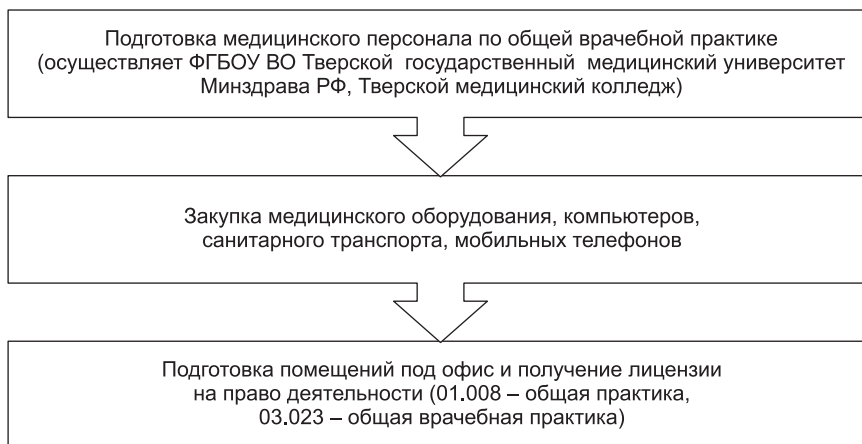 Подготовка медицинского персонала по общей врачебной практике
(осуществляет ФГБОУ ВО Тверской государственный медицинский университет
Минздрава РФ, Тверской медицинский колледж)
Закупка медицинского оборудования, компьютеров,
санитарного транспорта, мобильных телефонов
Подготовка помещений под офис и получение лицензии
на право деятельности (01.008 – общая практика,
03.023 – общая врачебная практика)